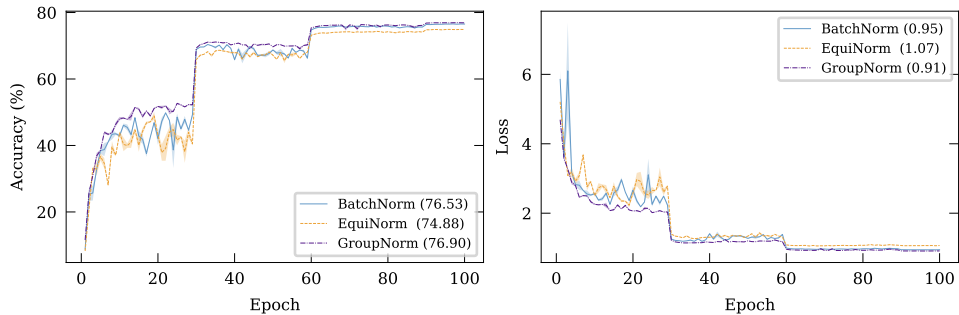 80
60
40
20
Accuracy (%)
BatchNorm (76.53)
EquiNorm (74.88)
GroupNorm (76.90)
0 20 40 60 80 100
Epoch
6
4
2
Loss
BatchNorm (0.95)
EquiNorm (1.07)
GroupNorm (0.91)
0 20 40 60 80 100
Epoch